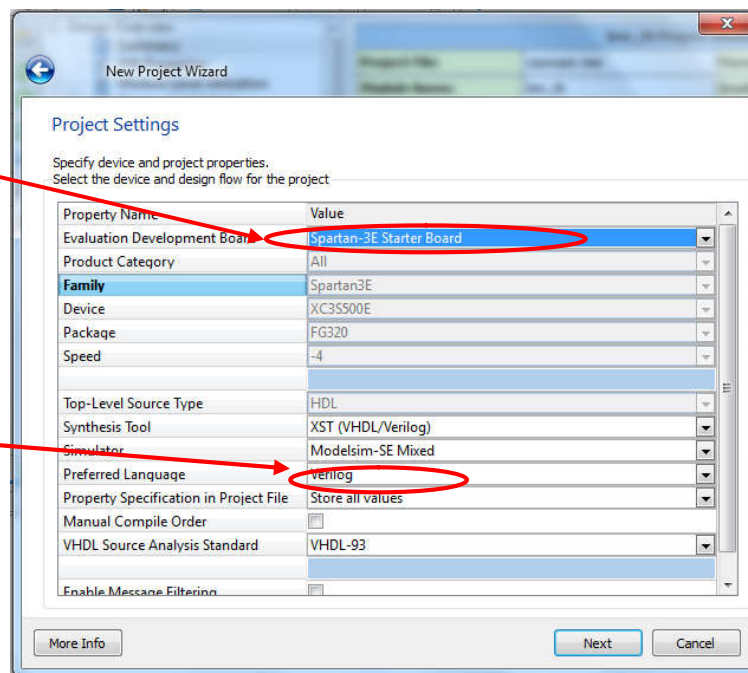 New Project Wizard
Project Settings
Specify device and project properties.
Select the device and design flow for the project
Property Name Value
Evaluation Development Board Spartan-3E Starter Board
Product Category All
Family Spartan3E
Device XC3S500E
Package FG320
Speed -4
Top-Level Source Type HDL
Synthesis Tool XST (VHDL/Verilog)
Simulator Modelsim-SE Mixed
Preferred Language Verilog
Property Specification in Project File Store all values
Manual Compile Order
VHDL Source Analysis Standard VHDL-93
Enable Message Filtering
More Info Next Cancel